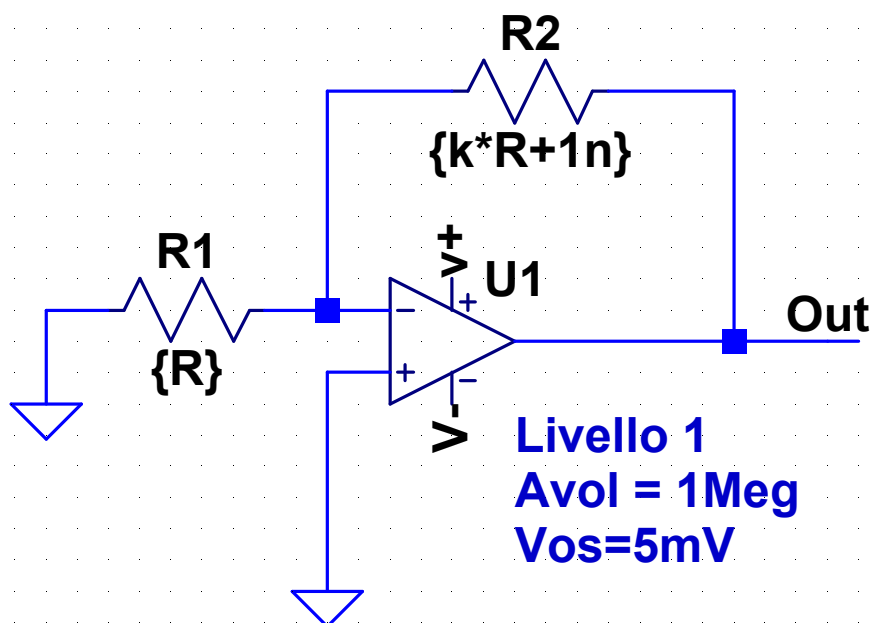 R2
{k*R+1n}
R1
{R}
V+
U1
Out
V-
Livello 1
Avol = 1Meg
Vos=5mV